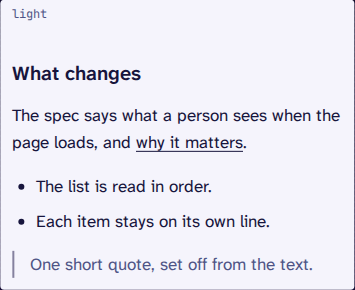 light
What changes
The spec says what a person sees when the
page loads, and why it matters.
The list is read in order.
Each item stays on its own line.
One short quote, set off from the text.